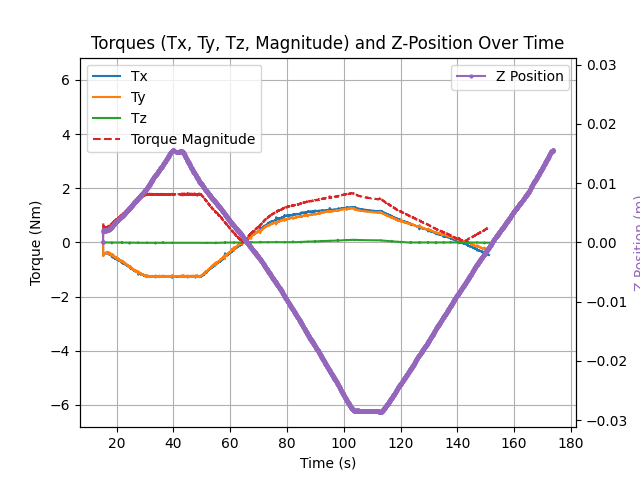 Torques (Tx, Ty, Tz, Magnitude) and Z-Position Over Time
Tx
Ty
Tz
Torque Magnitude
Z Position
Torque (Nm)
6
4
2
0
−2
−4
−6
0.03
0.02
0.01
0.00
−0.01
−0.02
−0.03
Z Position (m)
20 40 60 80 100 120 140 160 180
Time (s)